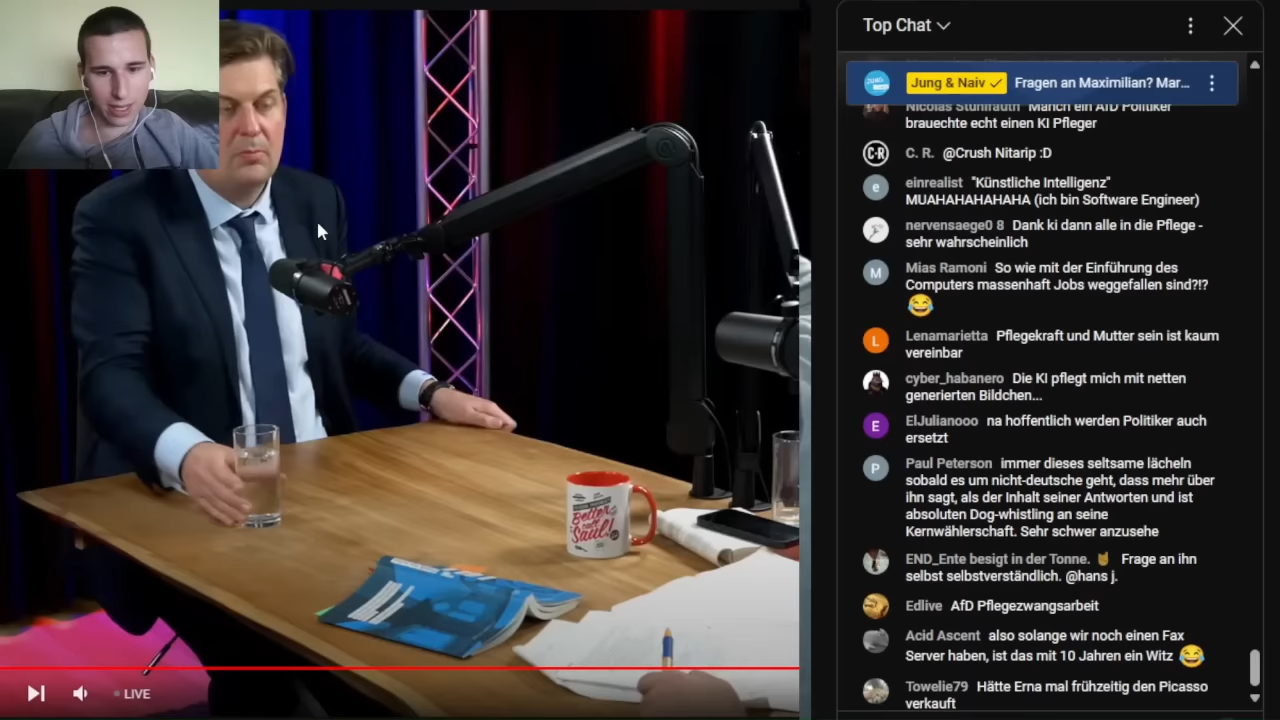 Top Chat
Jung & Naiv Fragen an Maximilian? Mar...
Nicolas Stuhlrauth Manch ein AfD Politiker
brauechte echt einen KI Pfleger
C·R
C. R. @Crush Nitarip :D
e
einrealist "Künstliche Intelligenz"
MUAHAHAHAHAHA (ich bin Software Engineer)
nervensaege0 8 Dank ki dann alle in die Pflege -
sehr wahrscheinlich
M
Mias Ramoni So wie mit der Einführung des
Computers massenhaft Jobs weggefallen sind?!?
😂
L
Lenamarietta Pflegekraft und Mutter sein ist kaum
vereinbar
cyber_habanero Die KI pflegt mich mit netten
generierten Bildchen...
E
ElJulianooo na hoffentlich werden Politiker auch
ersetzt
P
Paul Peterson immer dieses seltsame lächeln
sobald es um nicht-deutsche geht, dass mehr über
ihn sagt, als der Inhalt seiner Antworten und ist
absoluten Dog-whistling an seine
Kernwählerschaft. Sehr schwer anzusehe
END_Ente besigt in der Tonne. 🤘 Frage an ihn
selbst selbstverständlich. @hans j.
Edlive AfD Pflegezwangsarbeit
Acid Ascent also solange wir noch einen Fax
Server haben, ist das mit 10 Jahren ein Witz 😂
Towelie79 Hätte Erna mal frühzeitig den Picasso
verkauft
Better
call
Saul!
LIVE